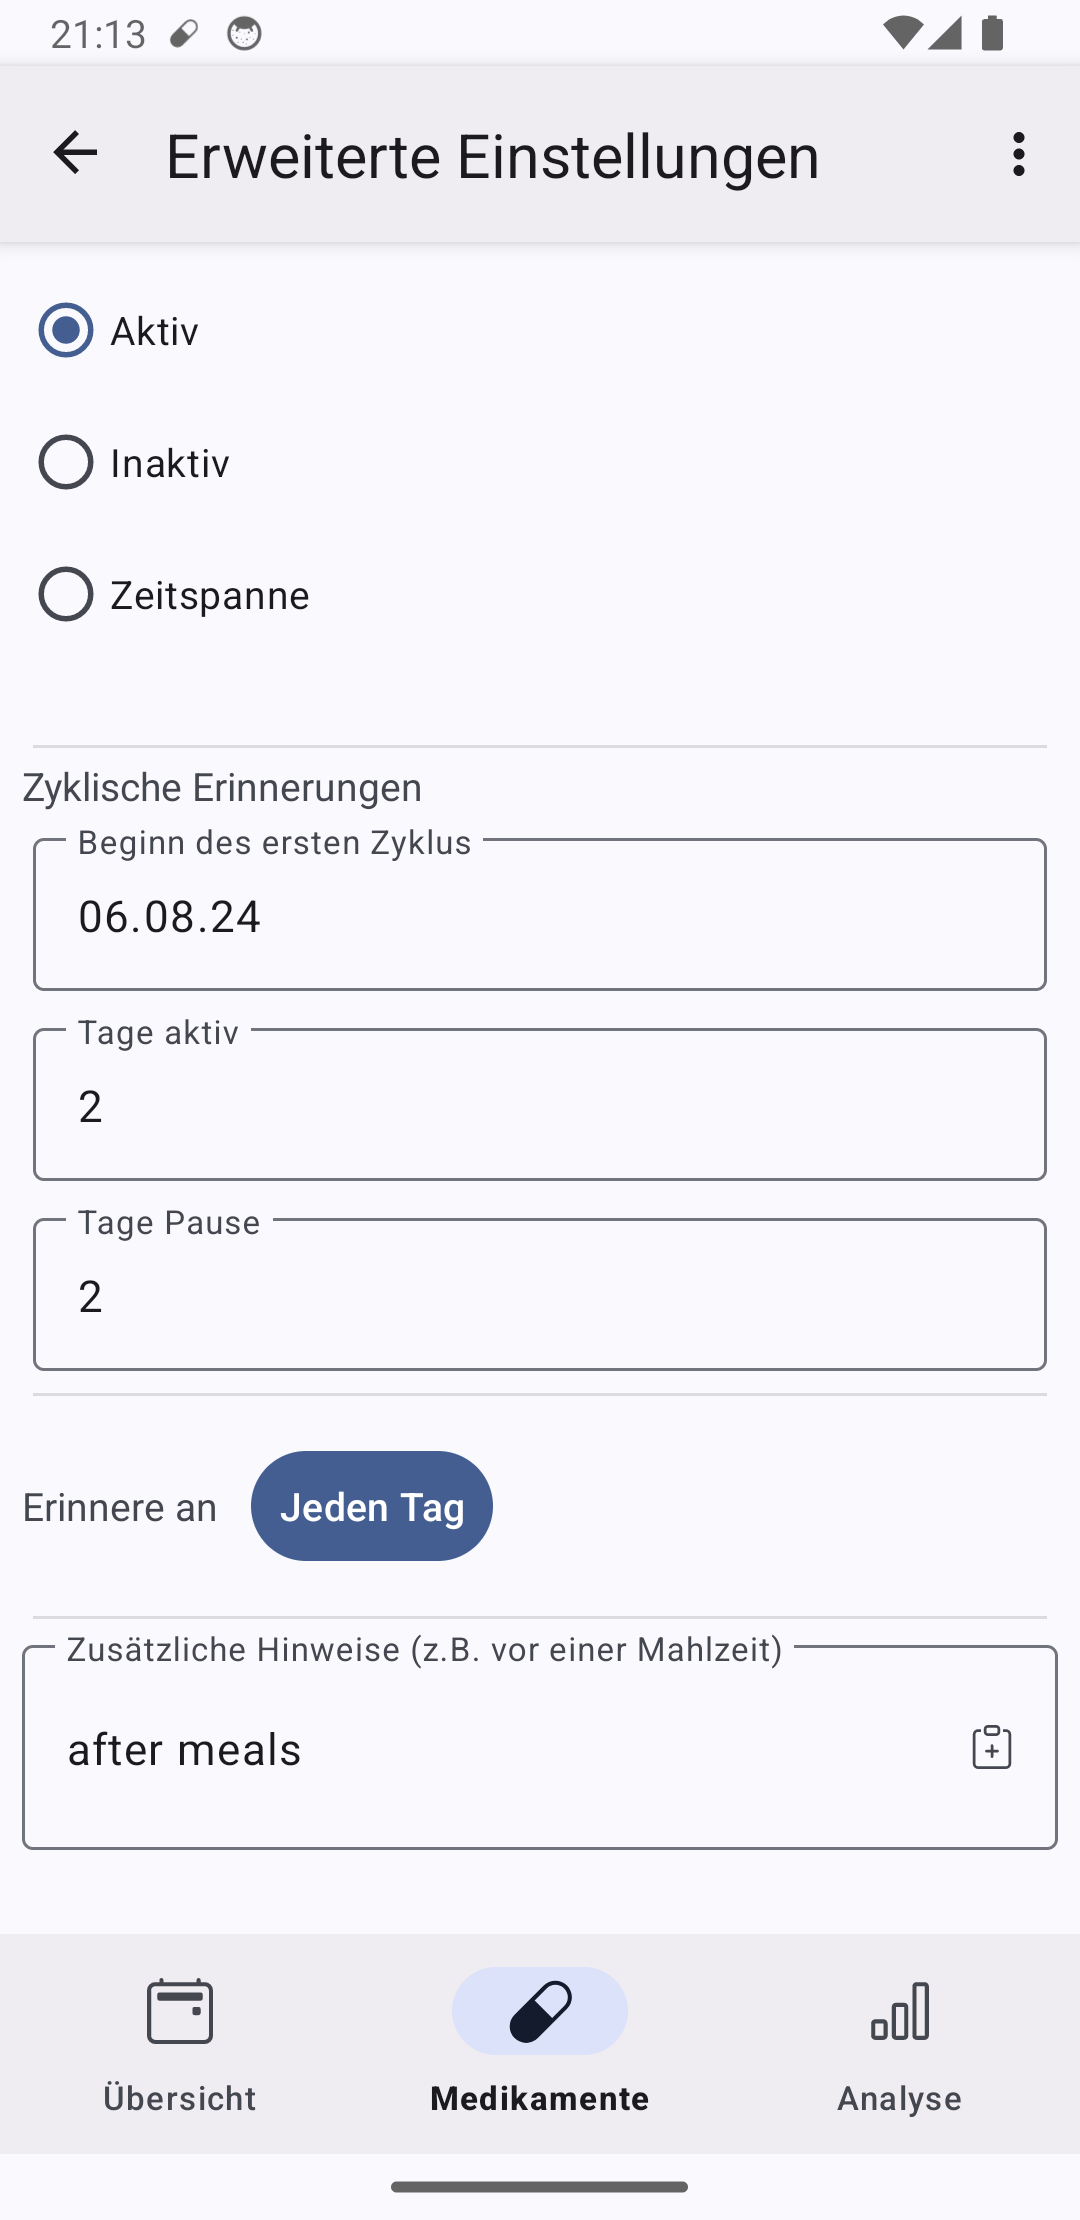 21:13
Erweiterte Einstellungen
Aktiv
Inaktiv
Zeitspanne
Zyklische Erinnerungen
Beginn des ersten Zyklus
06.08.24
Tage aktiv
2
Tage Pause
2
Erinnere an Jeden Tag
Zusätzliche Hinweise (z.B. vor einer Mahlzeit)
after meals
Übersicht Medikamente Analyse